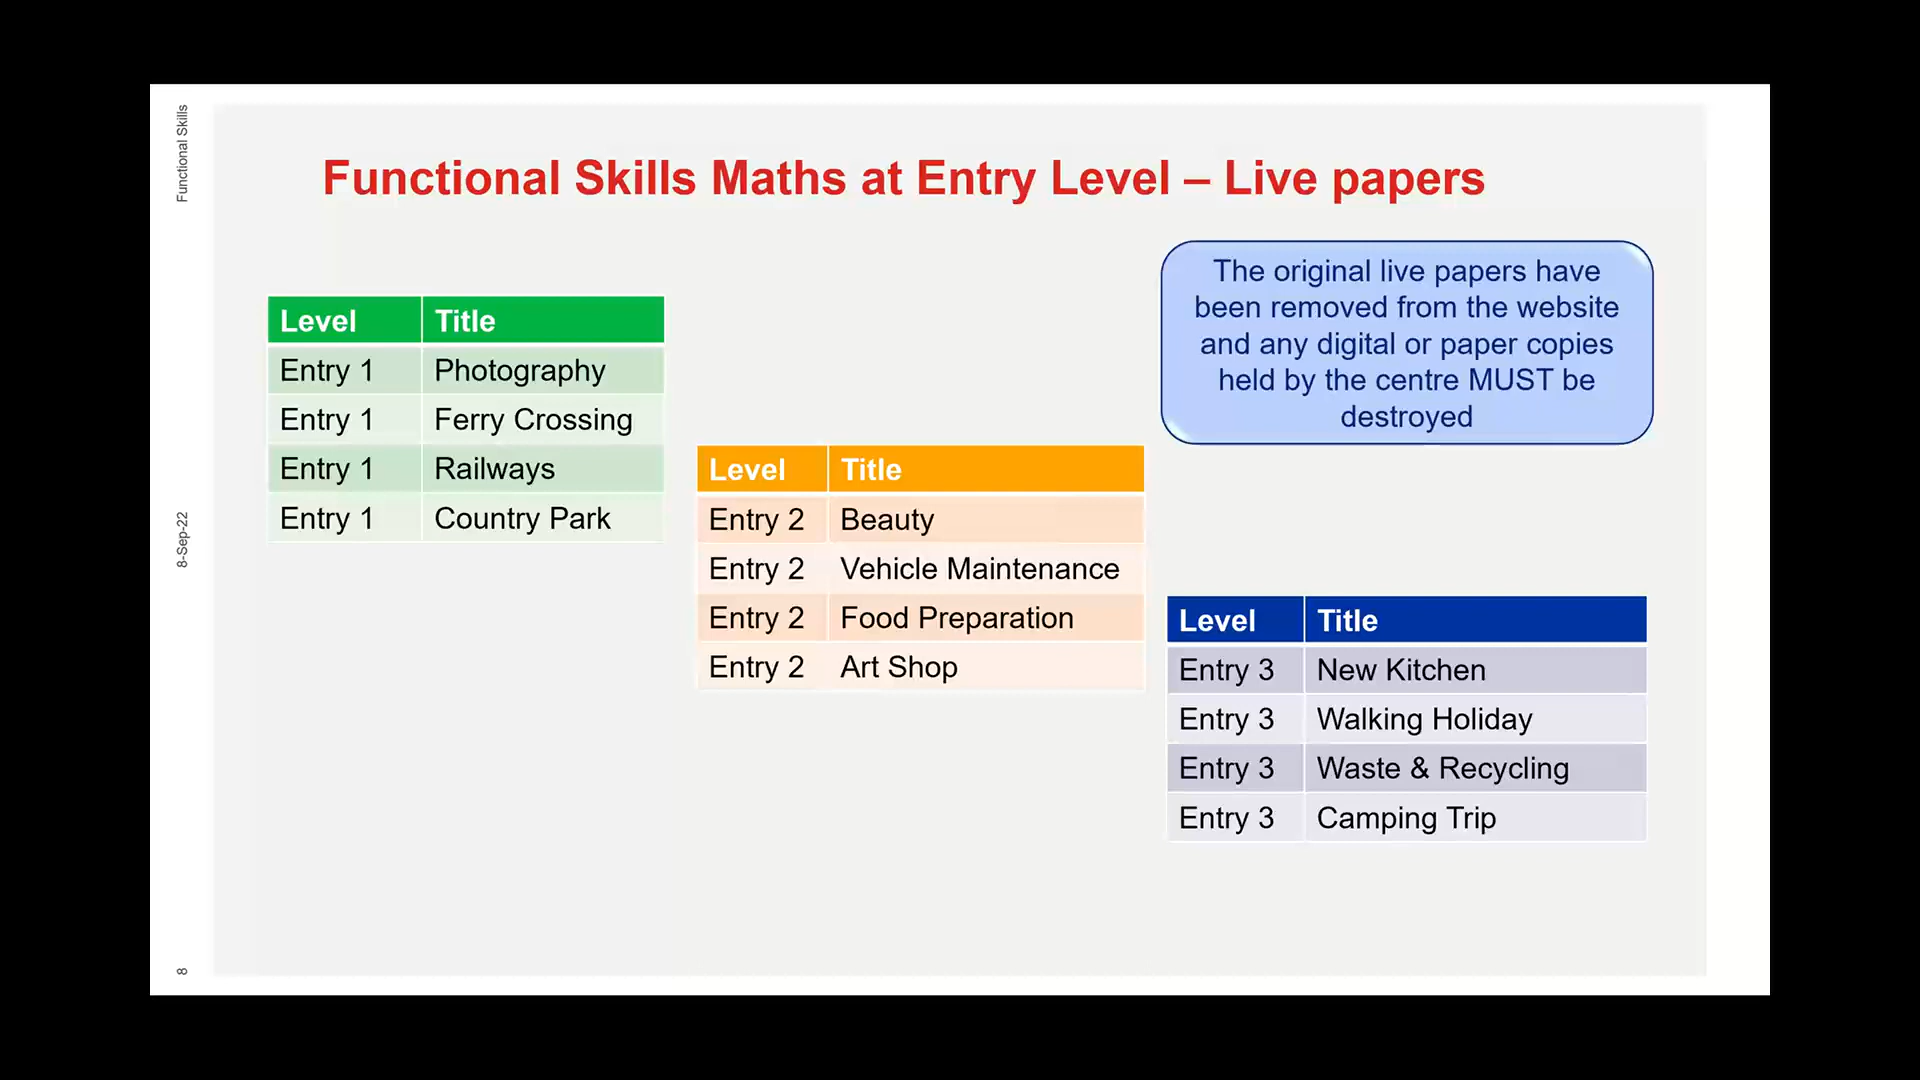 Functional Skills
8-Sep-22
8
Functional Skills Maths at Entry Level – Live papers
The original live papers have
been removed from the website
and any digital or paper copies
held by the centre MUST be
destroyed
Level Title
Entry 1 Photography
Entry 1 Ferry Crossing
Entry 1 Railways
Entry 1 Country Park
Level Title
Entry 2 Beauty
Entry 2 Vehicle Maintenance
Entry 2 Food Preparation
Entry 2 Art Shop
Level Title
Entry 3 New Kitchen
Entry 3 Walking Holiday
Entry 3 Waste & Recycling
Entry 3 Camping Trip